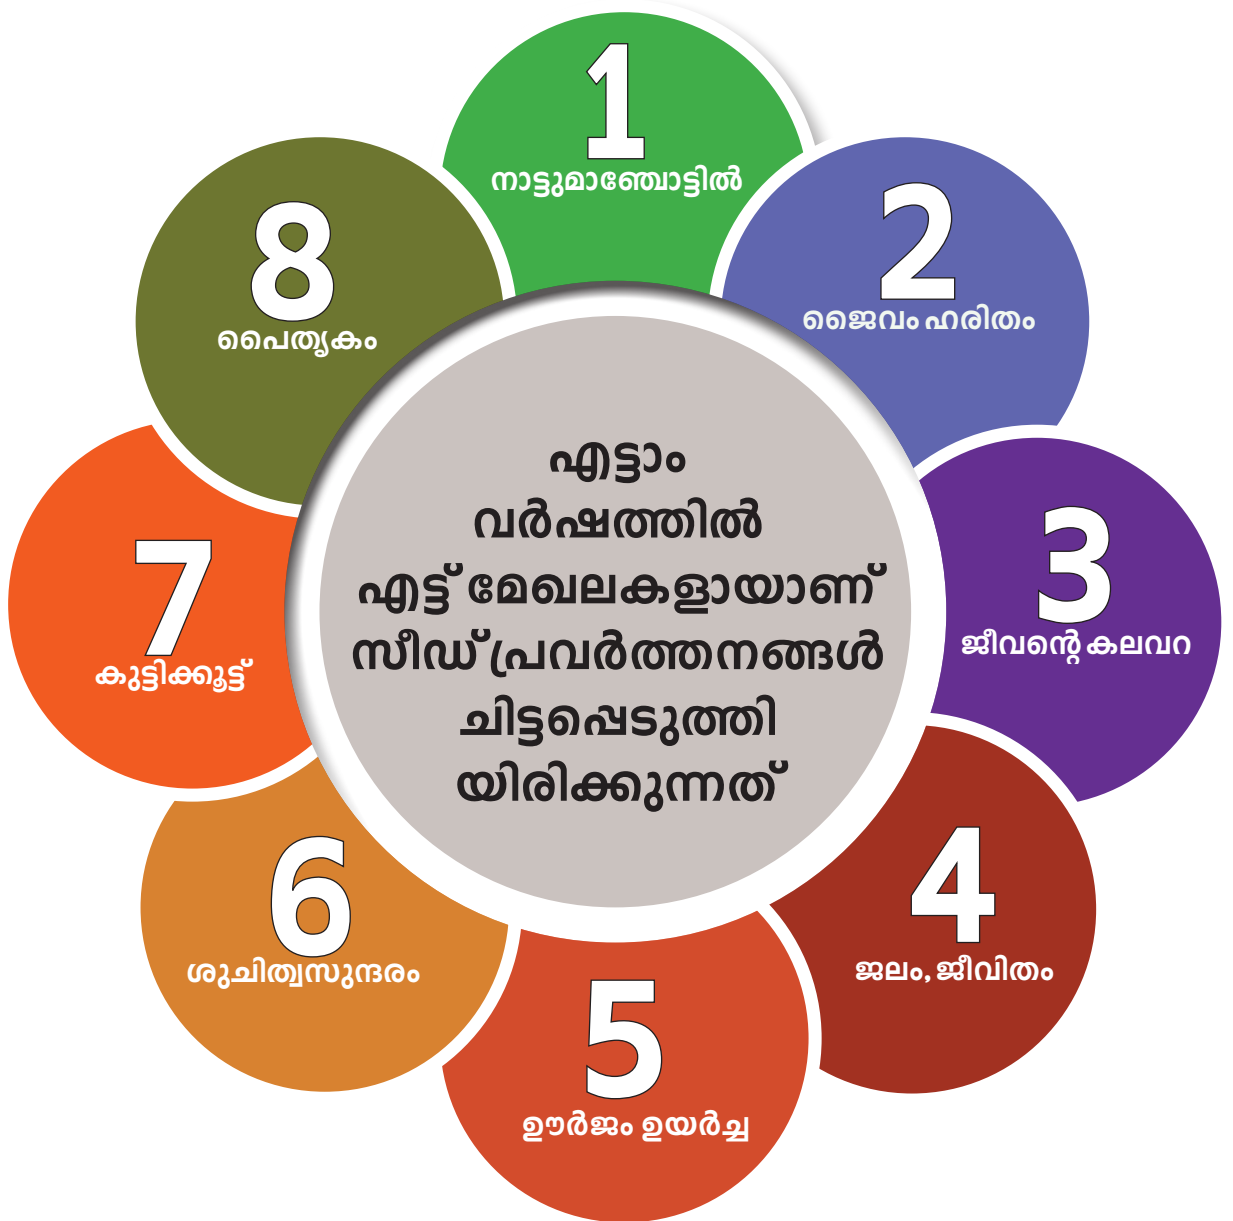 എട്ടാം
വർഷത്തിൽ
എട്ട് മേഖലകളായാണ്
സീഡ് പ്രവർത്തനങ്ങൾ
ചിട്ടപ്പെടുത്തി
യിരിക്കുന്നത്
1
നാട്ടുമാഞ്ചോട്ടിൽ
2
ജൈവം ഹരിതം
3
ജീവന്റെ കലവറ
4
ജലം, ജീവിതം
5
ഊർജം ഉയർച്ച
6
ശുചിത്വസുന്ദരം
7
കുട്ടിക്കൂട്ട്
8
പൈതൃകം